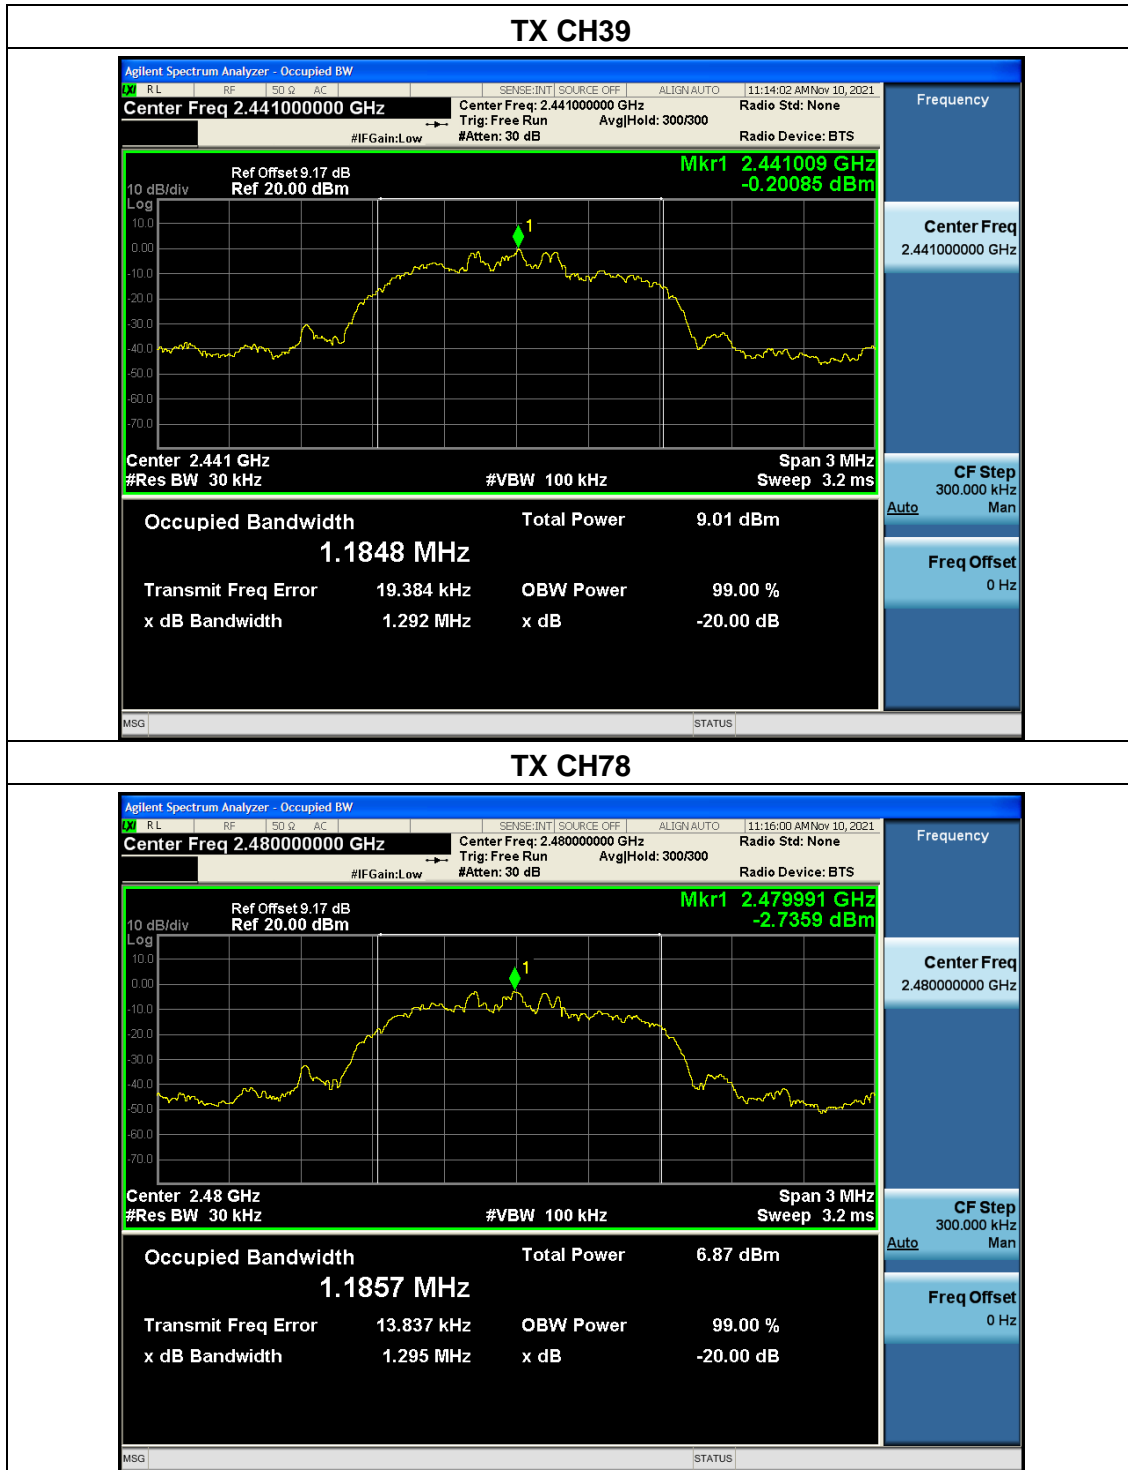 TX CH39
Agilent Spectrum Analyzer - Occupied BW
LXI RL RF 50 Ω AC SENSE:INT SOURCE OFF ALIGN AUTO 11:14:02 AM Nov 10, 2021
Center Freq 2.441000000 GHz
Center Freq: 2.441000000 GHz
Radio Std: None
Trig: Free Run Avg|Hold: 300/300
#IFGain:Low #Atten: 30 dB Radio Device: BTS
Frequency
Mkr1 2.441009 GHz
-0.20085 dBm
Ref Offset 9.17 dB
10 dB/div Ref 20.00 dBm
Log
10.0
0.00
-10.0
-20.0
-30.0
-40.0
-50.0
-60.0
-70.0
1
Center 2.441 GHz Span 3 MHz
#Res BW 30 kHz #VBW 100 kHz Sweep 3.2 ms
Center Freq
2.441000000 GHz
CF Step
300.000 kHz
Auto Man
Freq Offset
0 Hz
Occupied Bandwidth Total Power 9.01 dBm
1.1848 MHz
Transmit Freq Error 19.384 kHz OBW Power 99.00 %
x dB Bandwidth 1.292 MHz x dB -20.00 dB
MSG STATUS
TX CH78
Agilent Spectrum Analyzer - Occupied BW
LXI RL RF 50 Ω AC SENSE:INT SOURCE OFF ALIGN AUTO 11:16:00 AM Nov 10, 2021
Center Freq 2.480000000 GHz
Center Freq: 2.480000000 GHz
Radio Std: None
Trig: Free Run Avg|Hold: 300/300
#IFGain:Low #Atten: 30 dB Radio Device: BTS
Frequency
Mkr1 2.479991 GHz
-2.7359 dBm
Ref Offset 9.17 dB
10 dB/div Ref 20.00 dBm
Log
10.0
0.00
-10.0
-20.0
-30.0
-40.0
-50.0
-60.0
-70.0
1
Center 2.48 GHz Span 3 MHz
#Res BW 30 kHz #VBW 100 kHz Sweep 3.2 ms
Center Freq
2.480000000 GHz
CF Step
300.000 kHz
Auto Man
Freq Offset
0 Hz
Occupied Bandwidth Total Power 6.87 dBm
1.1857 MHz
Transmit Freq Error 13.837 kHz OBW Power 99.00 %
x dB Bandwidth 1.295 MHz x dB -20.00 dB
MSG STATUS